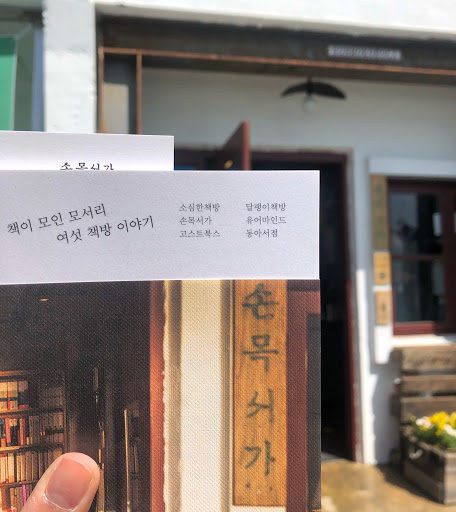 손목서가
책이 모인 모서리
여섯 책방 이야기
소심한책방 달팽이책방
손목서가 유어마인드
고스트북스 동아서점
손목서가